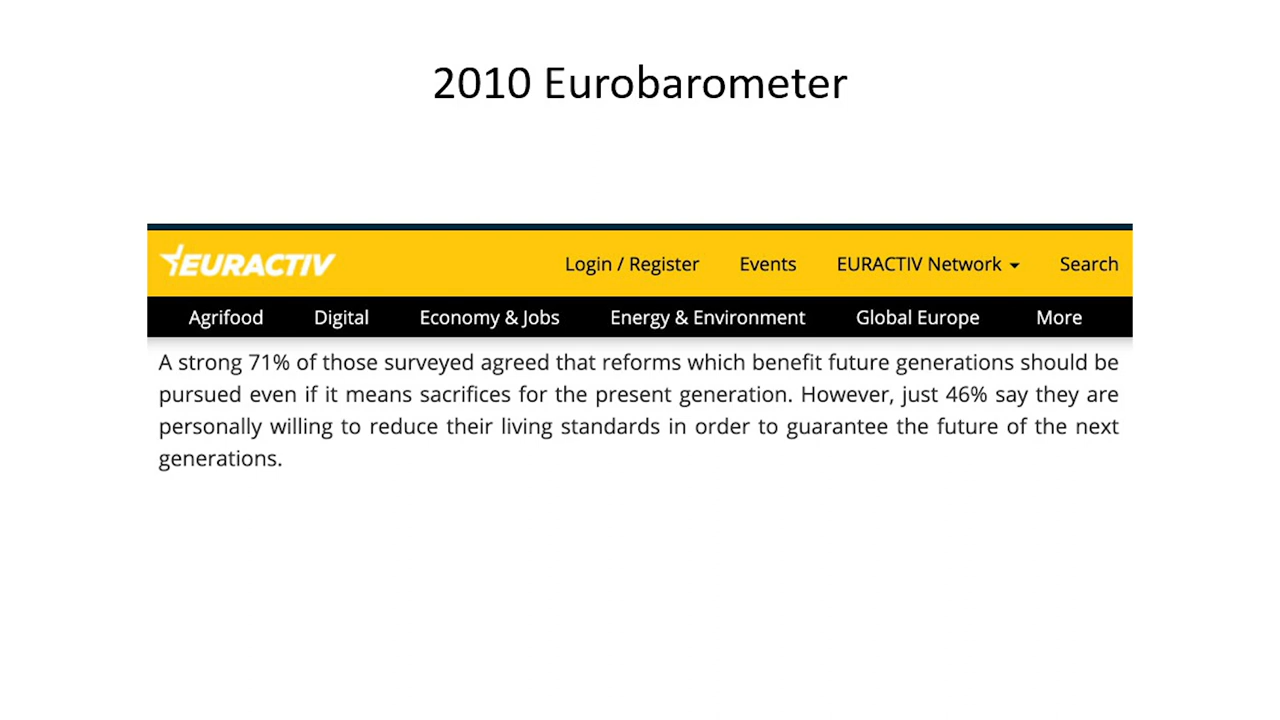 2010 Eurobarometer
EURACTIV
Login / Register Events EURACTIV Network Search
Agrifood Digital Economy & Jobs Energy & Environment Global Europe More
A strong 71% of those surveyed agreed that reforms which benefit future generations should be
pursued even if it means sacrifices for the present generation. However, just 46% say they are
personally willing to reduce their living standards in order to guarantee the future of the next
generations.